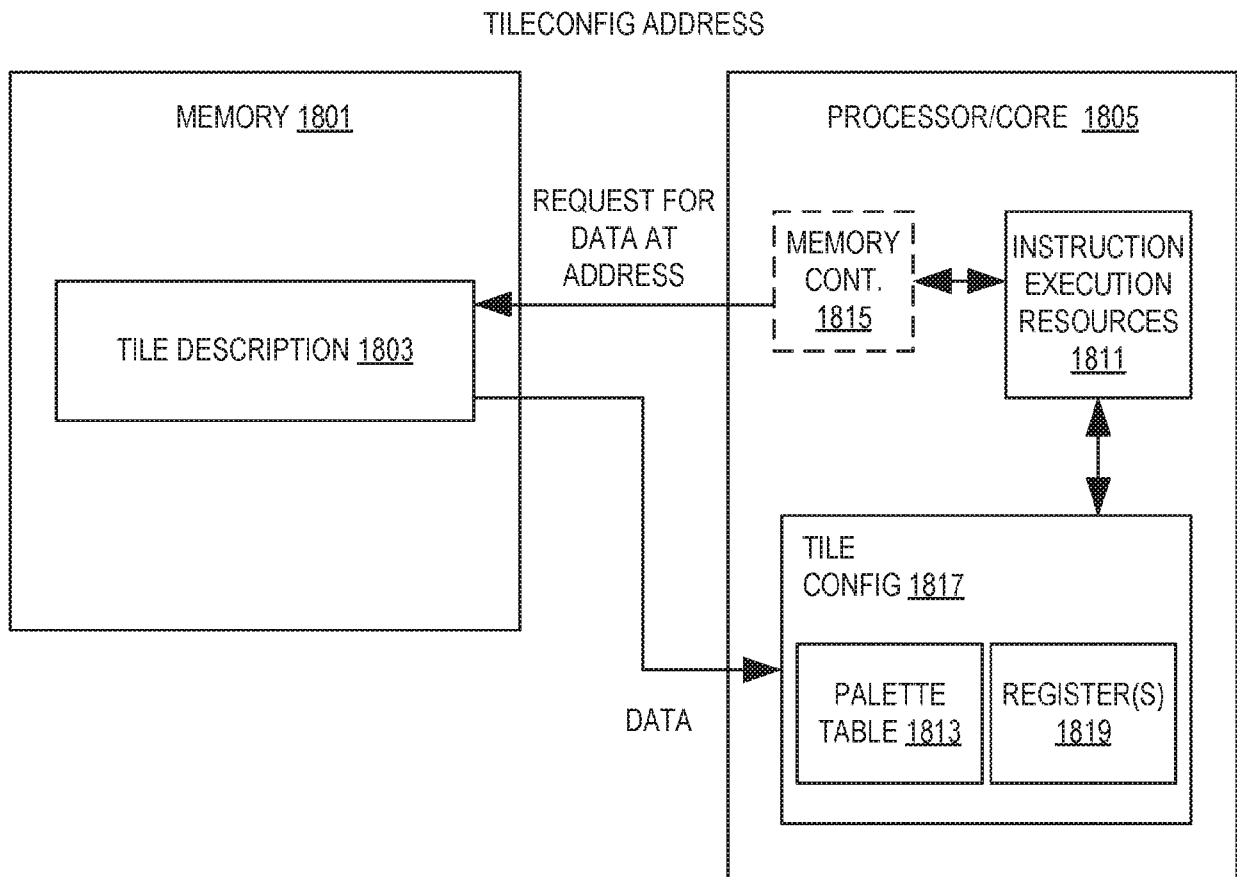 TILECONFIG ADDRESS
MEMORY 1801
PROCESSOR/CORE 1805
REQUEST FOR
DATA AT
ADDRESS
MEMORY
CONT.
1815
INSTRUCTION
EXECUTION
RESOURCES
1811
TILE DESCRIPTION 1803
TILE
CONFIG 1817
PALETTE
TABLE 1813
REGISTER(S)
1819
DATA